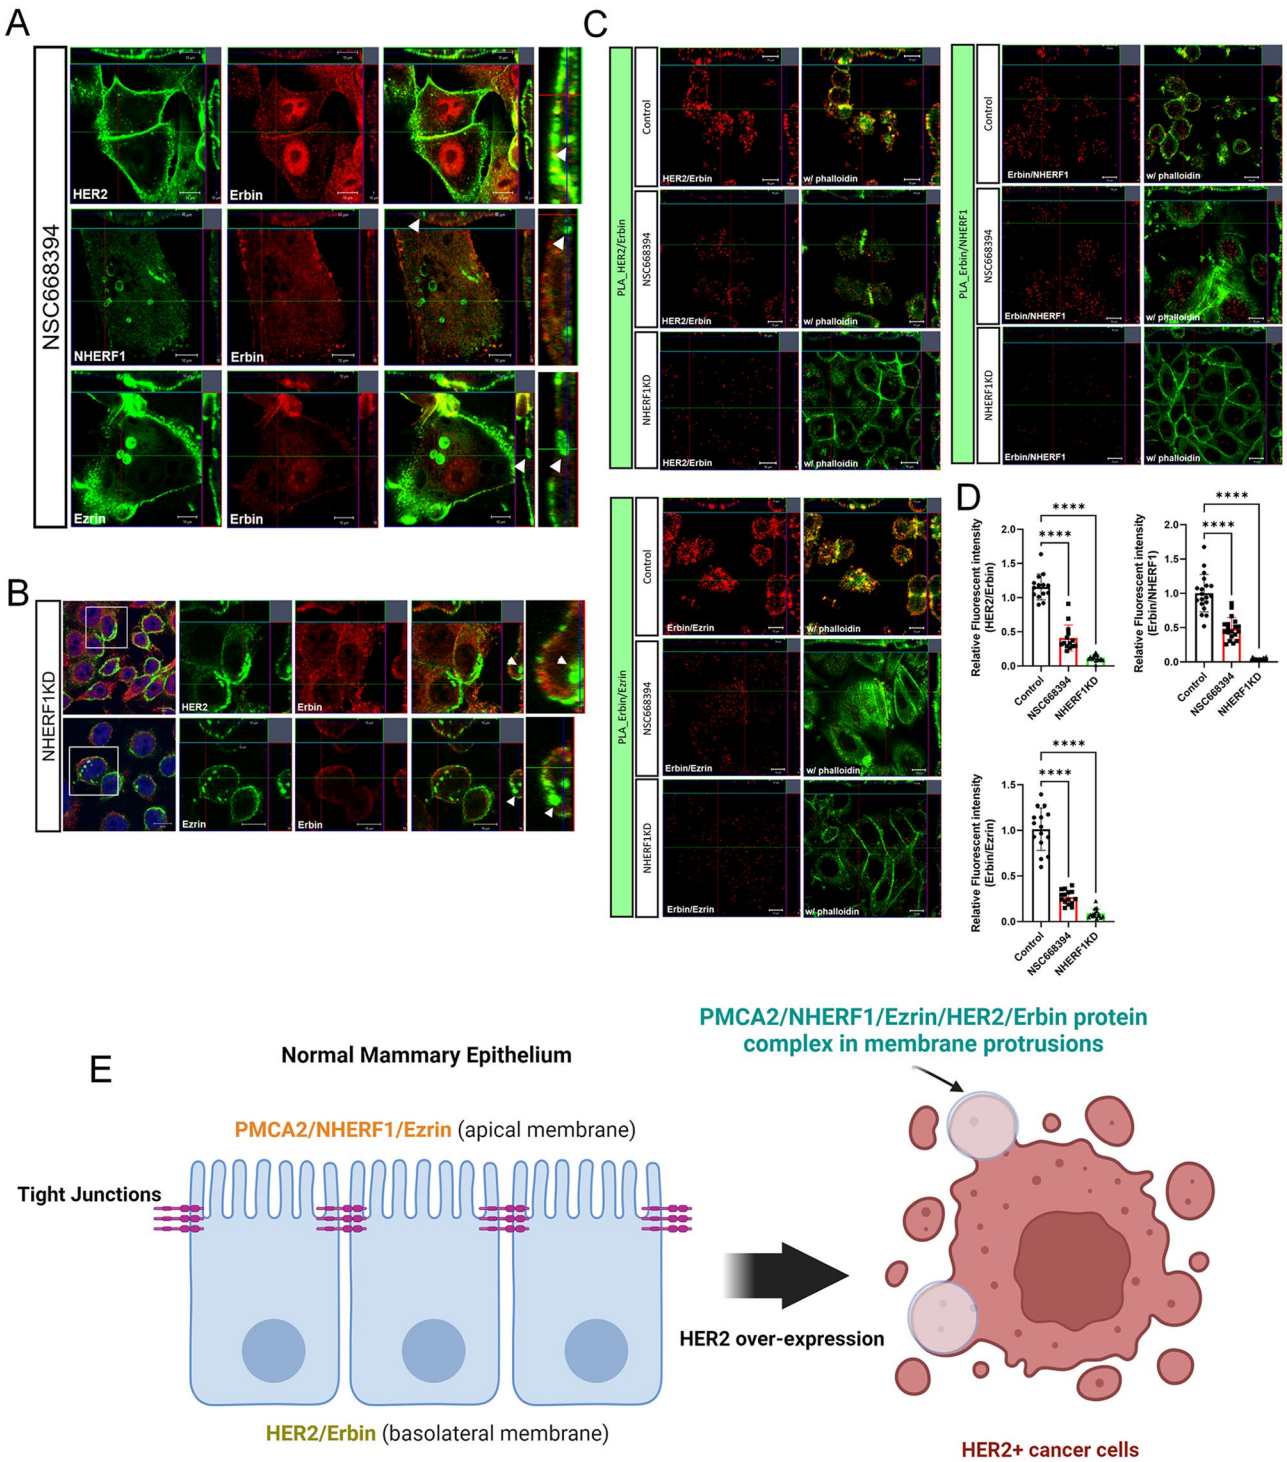 A
NSC668394
HER2
Erbin
NHERF1
Erbin
Ezrin
Erbin
B
NHERF1KD
HER2
Erbin
Ezrin
Erbin
C
PLA_HER2/Erbin
Control
HER2/Erbin
w/ phalloidin
NSC668394
HER2/Erbin
w/ phalloidin
NHERF1KD
HER2/Erbin
w/ phalloidin
PLA_Erbin/NHERF1
Control
Erbin/NHERF1
w/ phalloidin
NSC668394
Erbin/NHERF1
w/ phalloidin
NHERF1KD
Erbin/NHERF1
w/ phalloidin
PLA_Erbin/Ezrin
Control
Erbin/Ezrin
w/ phalloidin
NSC668394
Erbin/Ezrin
w/ phalloidin
NHERF1KD
Erbin/Ezrin
w/ phalloidin
D
Relative Fluorescent intensity
(HER2/Erbin)
2.0
1.5
1.0
0.5
0.0
****
****
Control
NSC668394
NHERF1KD
Relative Fluorescent intensity
(Erbin/NHERF1)
2.0
1.5
1.0
0.5
0.0
****
****
Control
NSC668394
NHERF1KD
Relative Fluorescent intensity
(Erbin/Ezrin)
1.5
1.0
0.5
0.0
****
****
Control
NSC668394
NHERF1KD
E
Normal Mammary Epithelium
PMCA2/NHERF1/Ezrin (apical membrane)
Tight Junctions
HER2/Erbin (basolateral membrane)
HER2 over-expression
PMCA2/NHERF1/Ezrin/HER2/Erbin protein
complex in membrane protrusions
HER2+ cancer cells